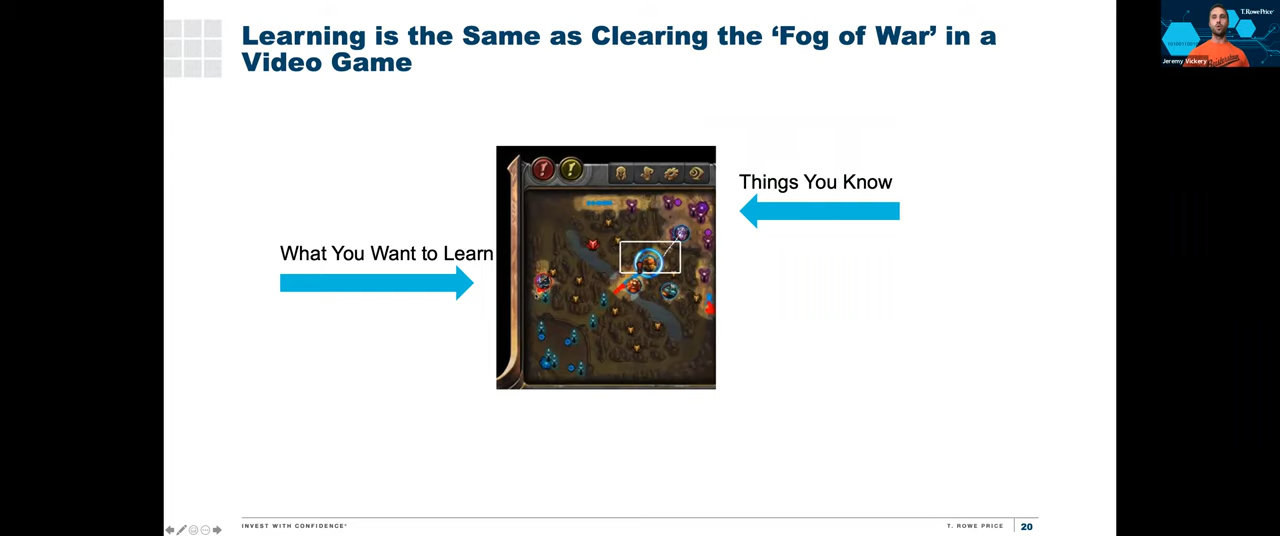 Learning is the Same as Clearing the ‘Fog of War’ in a
Video Game
T.RowePrice
Jeremy Vickery
Things You Know
What You Want to Learn
INVEST WITH CONFIDENCE®
T. ROWE PRICE
20